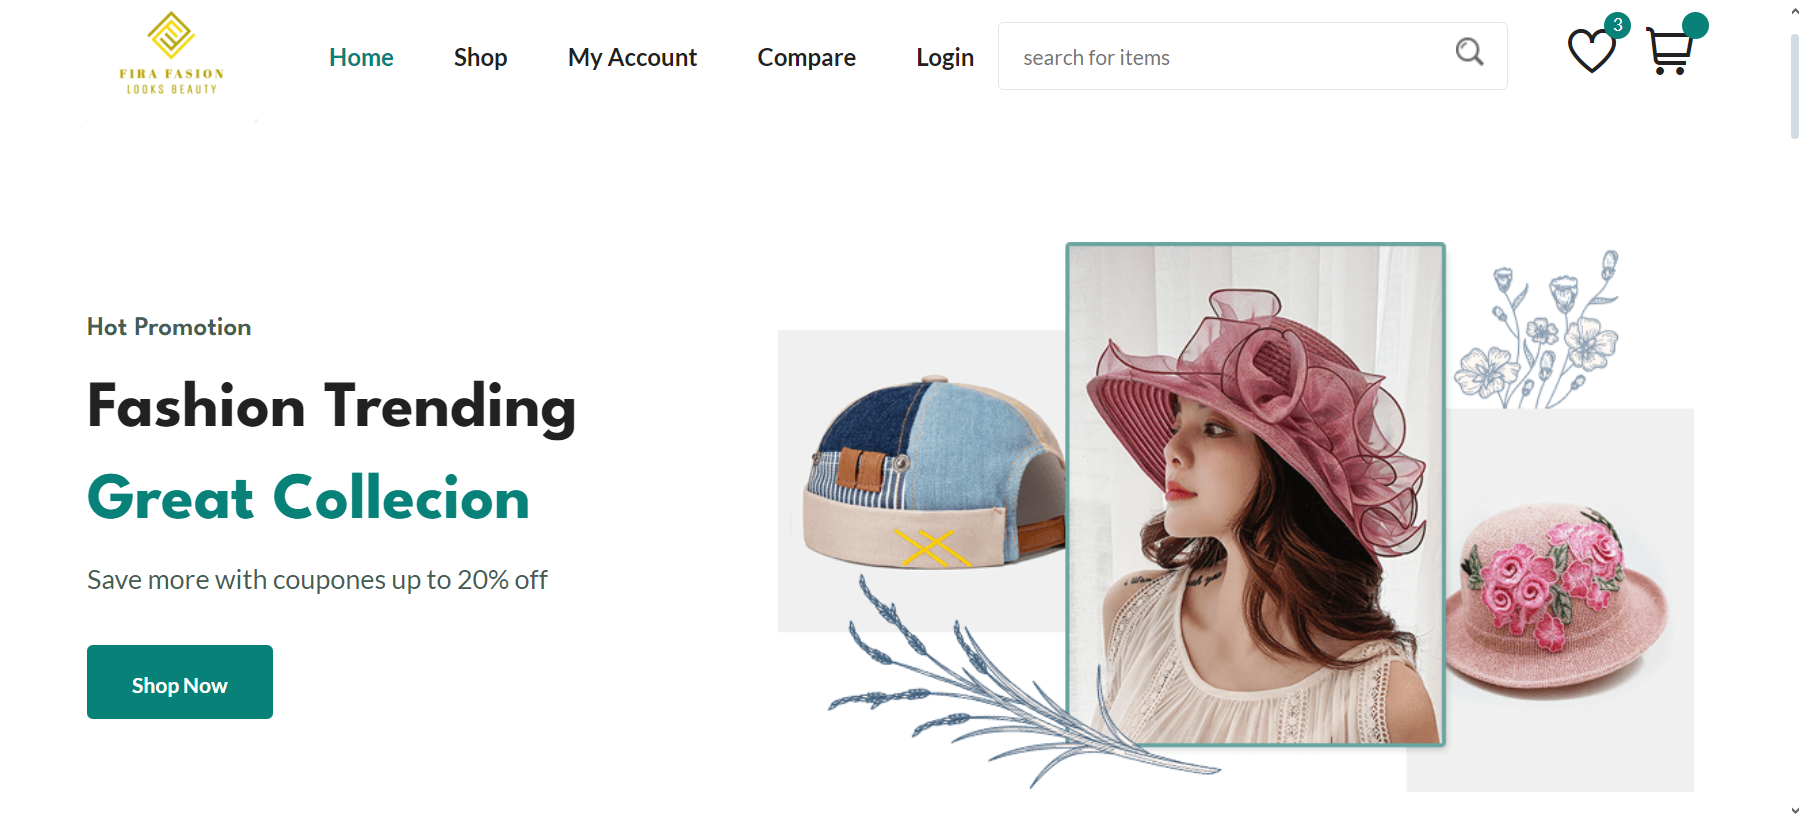 FIRA FASION
LOOKS BEAUTY
Home
Shop
My Account
Compare
Login
search for items
3
Hot Promotion
Fashion Trending
Great Collecion
Save more with coupones up to 20% off
Shop Now